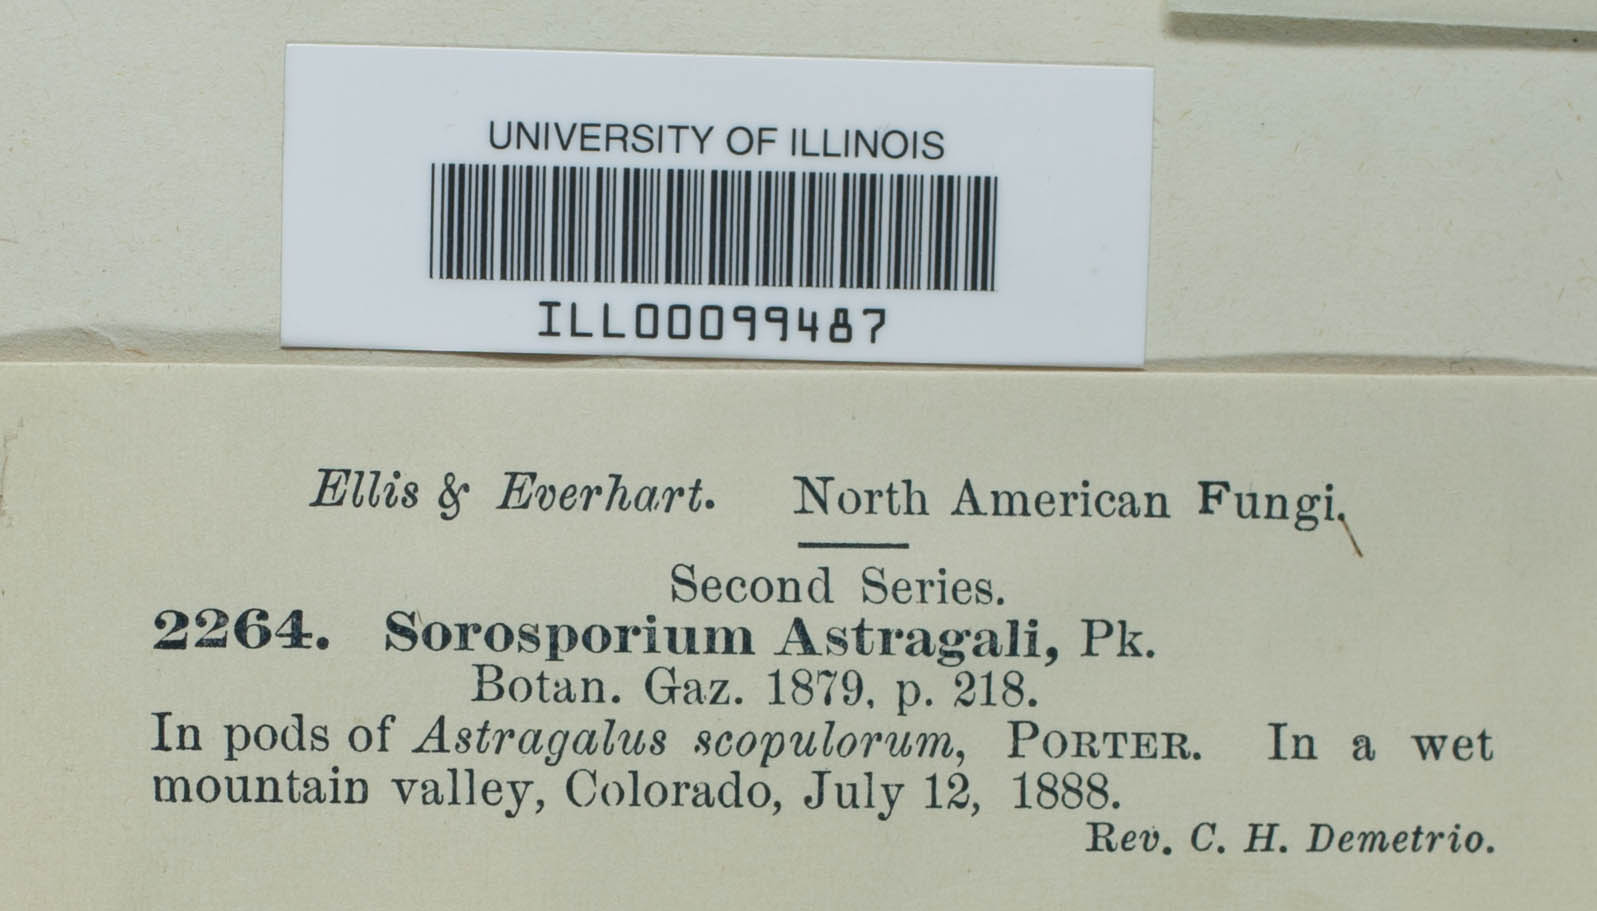 UNIVERSITY OF ILLINOIS
ILL00099487
Ellis & Everhart. North American Fungi.
Second Series.
2264. Sorosporium Astragali, Pk.
Botan. Gaz. 1879, p. 218.
In pods of Astragalus scopulorum, PORTER. In a wet
mountain valley, Colorado, July 12, 1888.
Rev. C. H. Demetrio.